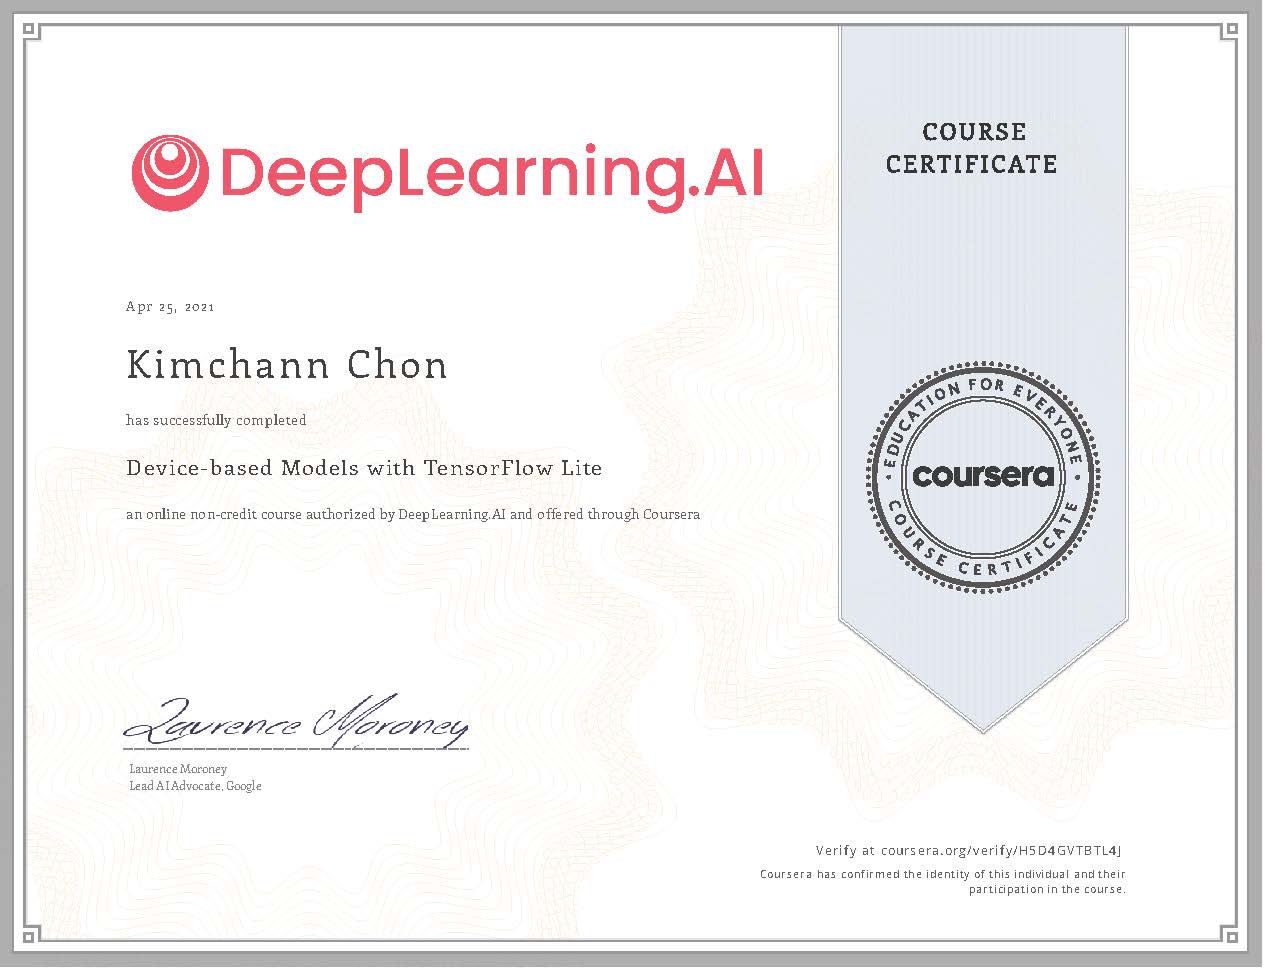 DeepLearning.AI
COURSE
CERTIFICATE
Apr 25, 2021
Kimchann Chon
has successfully completed
Device-based Models with TensorFlow Lite
an online non-credit course authorized by DeepLearning.AI and offered through Coursera
EDUCATION FOR EVERYONE
coursera
COURSE CERTIFICATE
Laurence Moroney
Laurence Moroney
Lead AI Advocate, Google
Verify at coursera.org/verify/H5D4GVTBTL4J
Coursera has confirmed the identity of this individual and their
participation in the course.